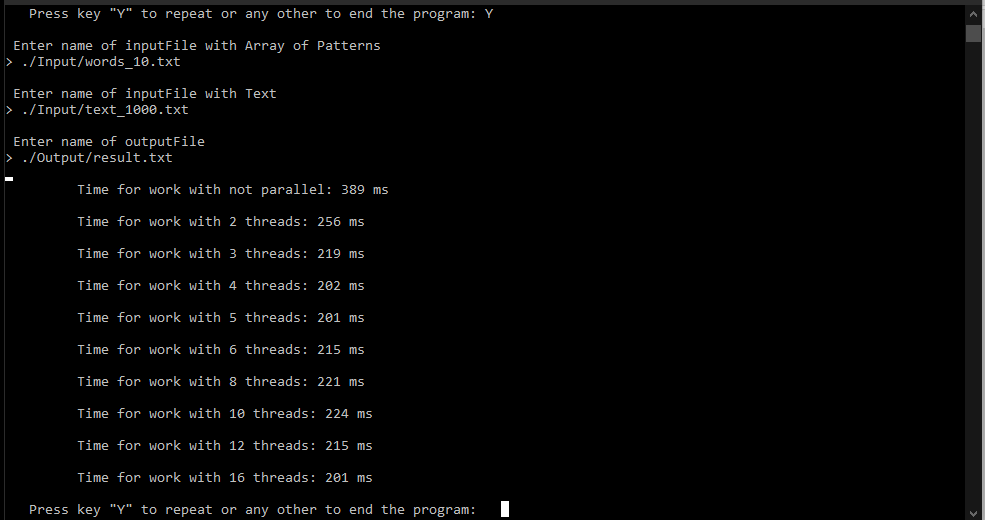 Press key "Y" to repeat or any other to end the program: Y
Enter name of inputFile with Array of Patterns
> ./Input/words_10.txt
Enter name of inputFile with Text
> ./Input/text_1000.txt
Enter name of outputFile
> ./Output/result.txt
Time for work with not parallel: 389 ms
Time for work with 2 threads: 256 ms
Time for work with 3 threads: 219 ms
Time for work with 4 threads: 202 ms
Time for work with 5 threads: 201 ms
Time for work with 6 threads: 215 ms
Time for work with 8 threads: 221 ms
Time for work with 10 threads: 224 ms
Time for work with 12 threads: 215 ms
Time for work with 16 threads: 201 ms
Press key "Y" to repeat or any other to end the program: